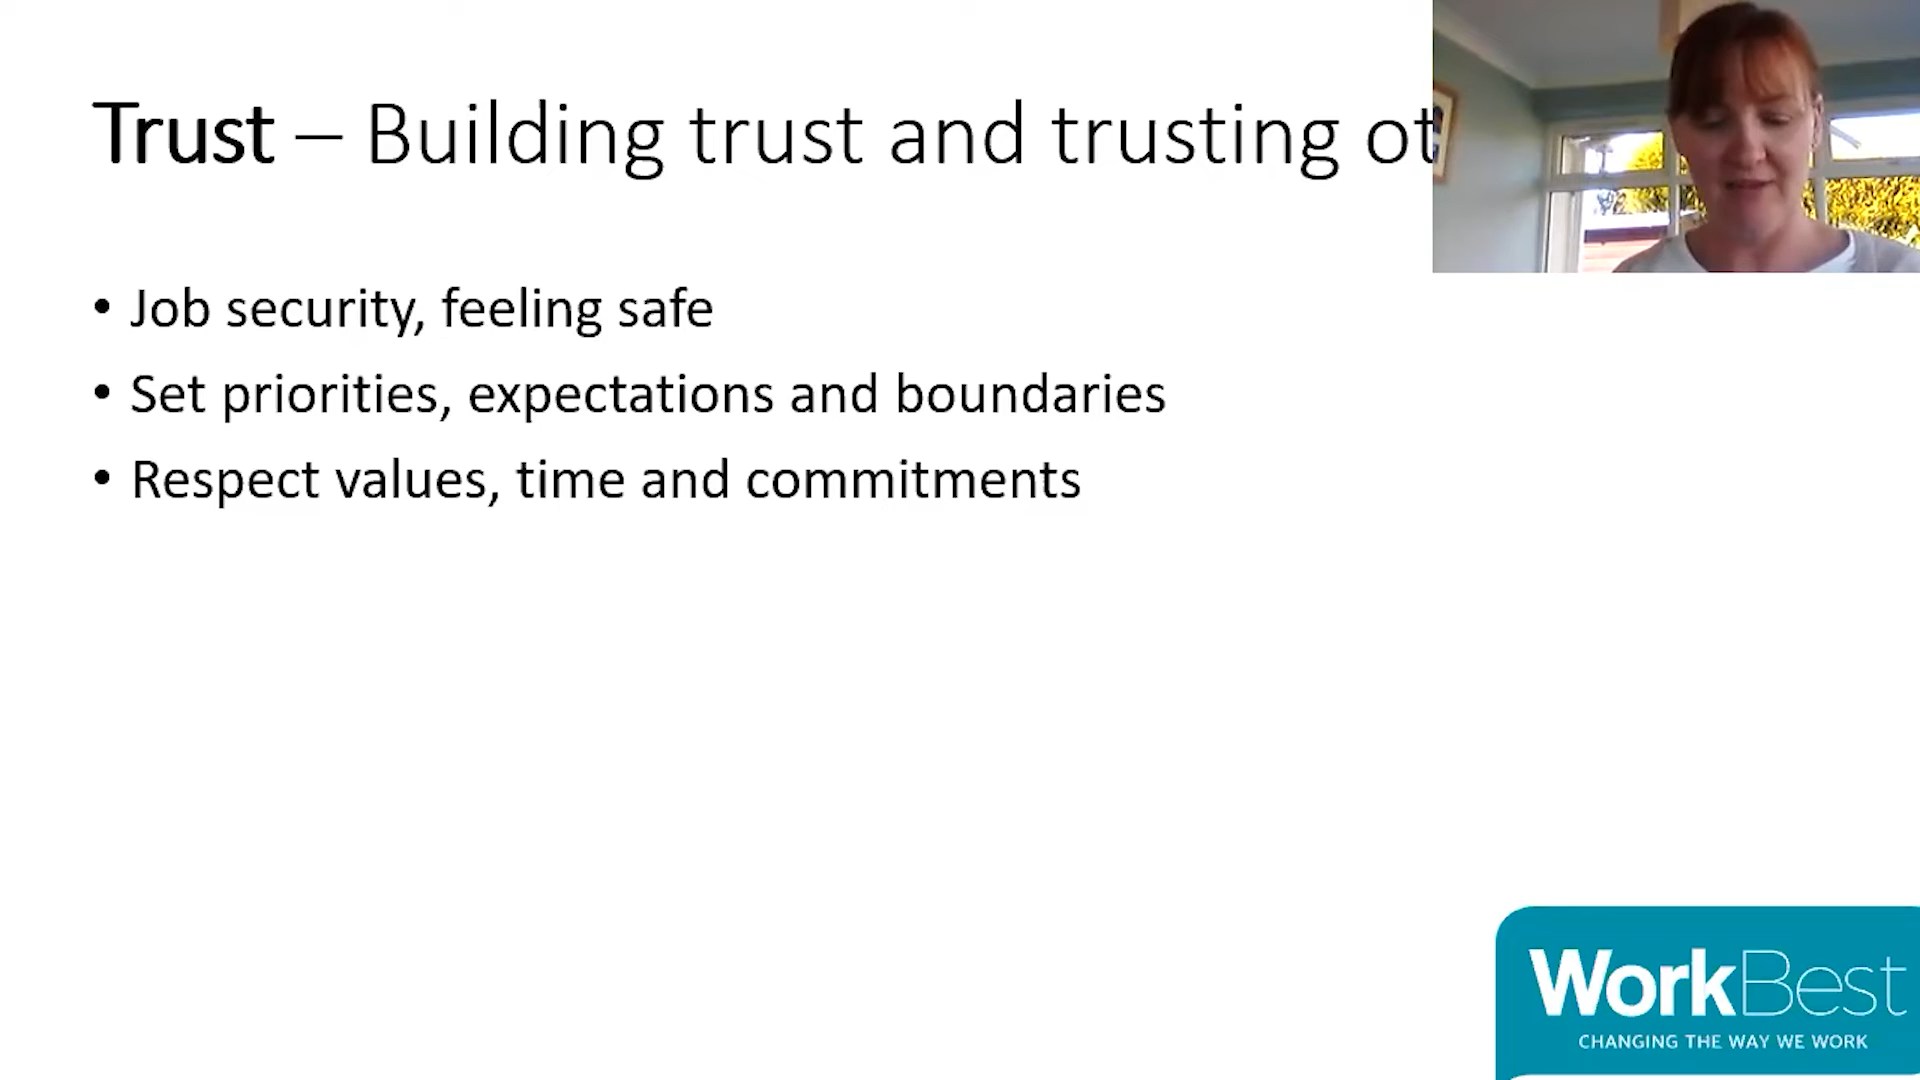 Trust – Building trust and trusting
• Job security, feeling safe
• Set priorities, expectations and boundaries
• Respect values, time and commitments
WorkBest
CHANGING THE WAY WE WORK